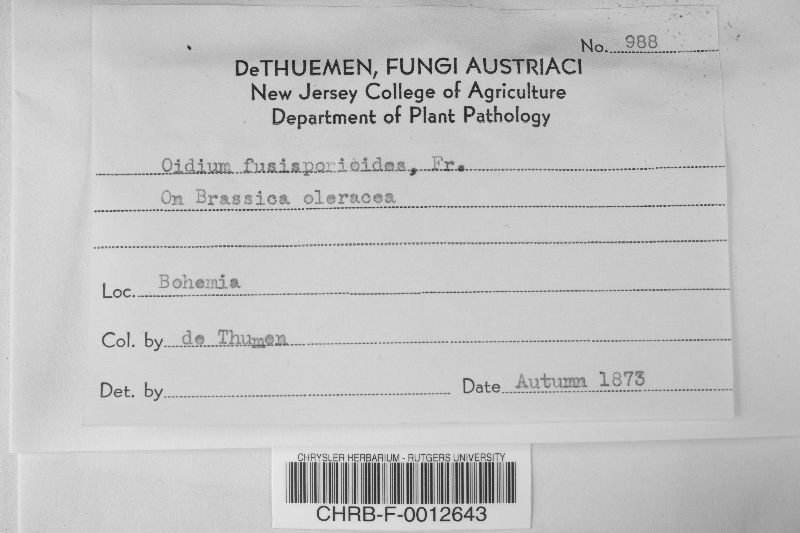 No. 988
DeTHUEMEN, FUNGI AUSTRIACI
New Jersey College of Agriculture
Department of Plant Pathology
Oidium fusisporioides, Fr.
On Brassica oleracea
Loc. Bohemia
Col. by de Thumen
Det. by
Date Autumn 1873
CHRYSLER HERBARIUM - RUTGERS UNIVERSITY
CHRB-F-0012643